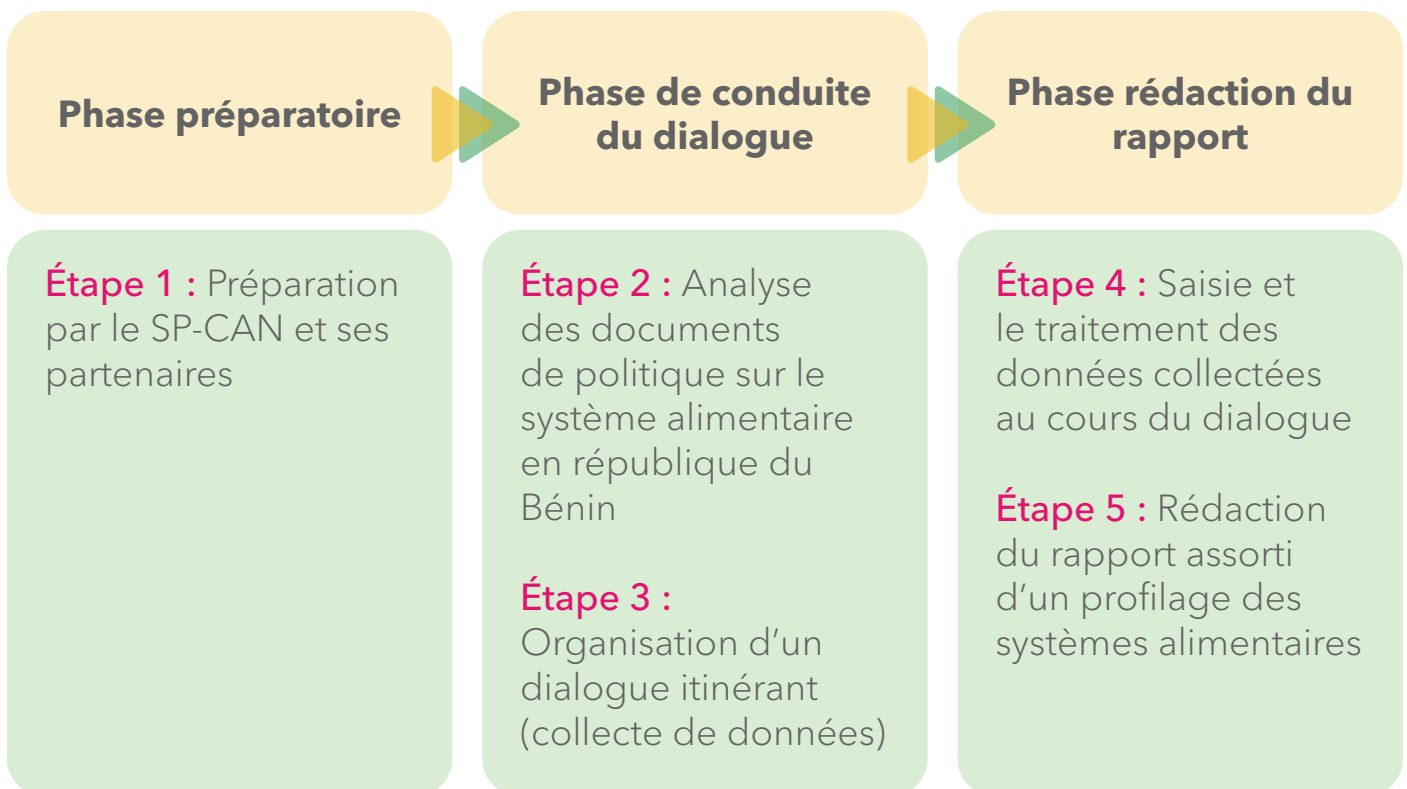 Phase préparatoire
Phase de conduite
du dialogue
Phase rédaction du
rapport
Étape 1 : Préparation
par le SP-CAN et ses
partenaires
Étape 2 : Analyse
des documents
de politique sur le
système alimentaire
en république du
Bénin
Étape 3 :
Organisation d’un
dialogue itinérant
(collecte de données)
Étape 4 : Saisie et
le traitement des
données collectées
au cours du dialogue
Étape 5 : Rédaction
du rapport assorti
d’un profilage des
systèmes alimentaires